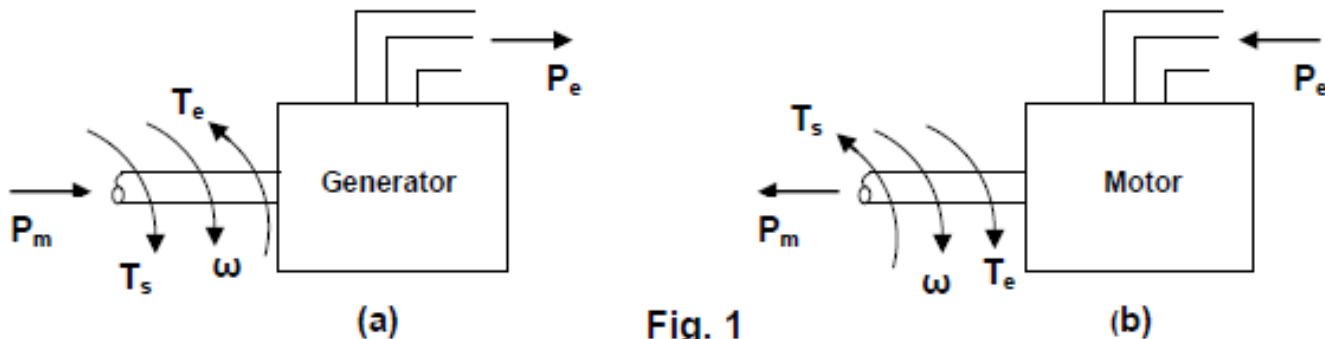 Pe
Te
Generator
Pm
Ts
ω
(a)
Pe
Ts
Motor
Pm
ω
Te
(b)
Fig. 1